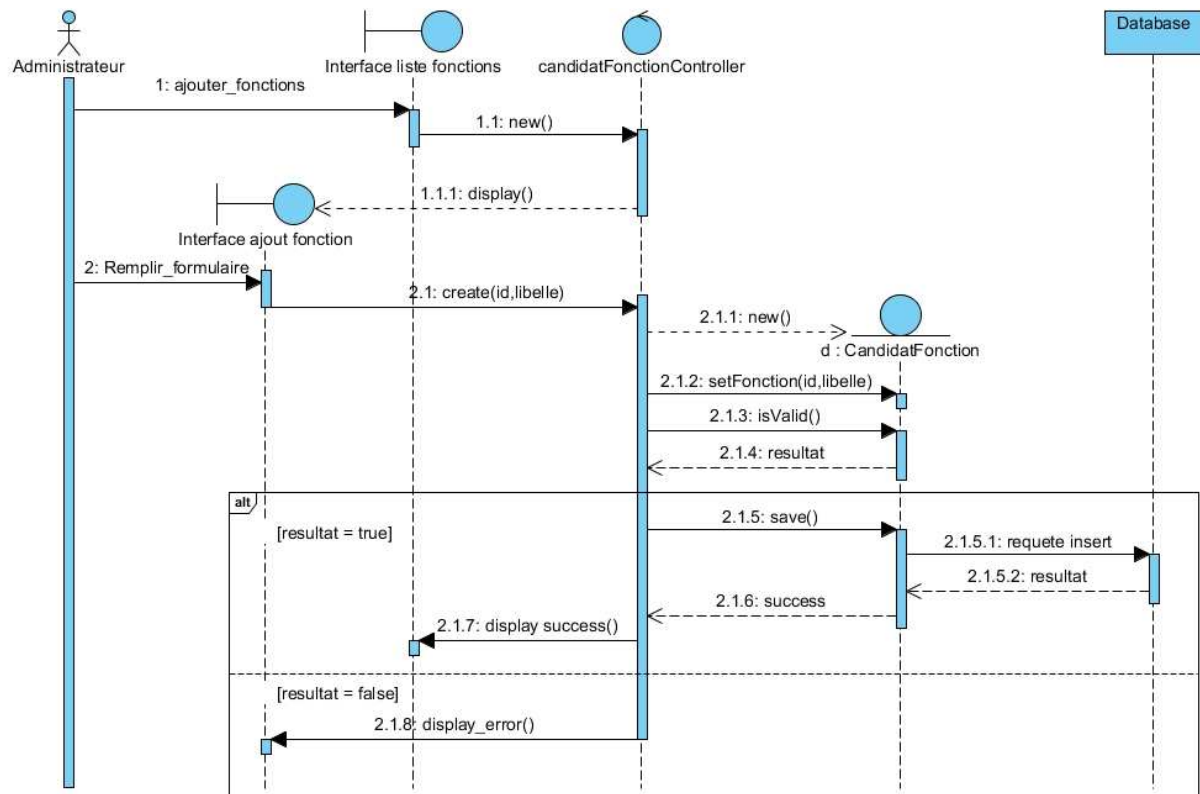 Administrateur
Interface liste fonctions
candidatFonctionController
Database
1: ajouter_fonctions
1.1: new()
1.1.1: display()
Interface ajout fonction
2: Remplir_formulaire
2.1: create(id,libelle)
2.1.1: new()
d : CandidatFonction
2.1.2: setFonction(id,libelle)
2.1.3: isValid()
2.1.4: resultat
alt
[resultat = true]
2.1.5: save()
2.1.5.1: requete insert
2.1.5.2: resultat
2.1.6: success
2.1.7: display success()
[resultat = false]
2.1.8: display_error()